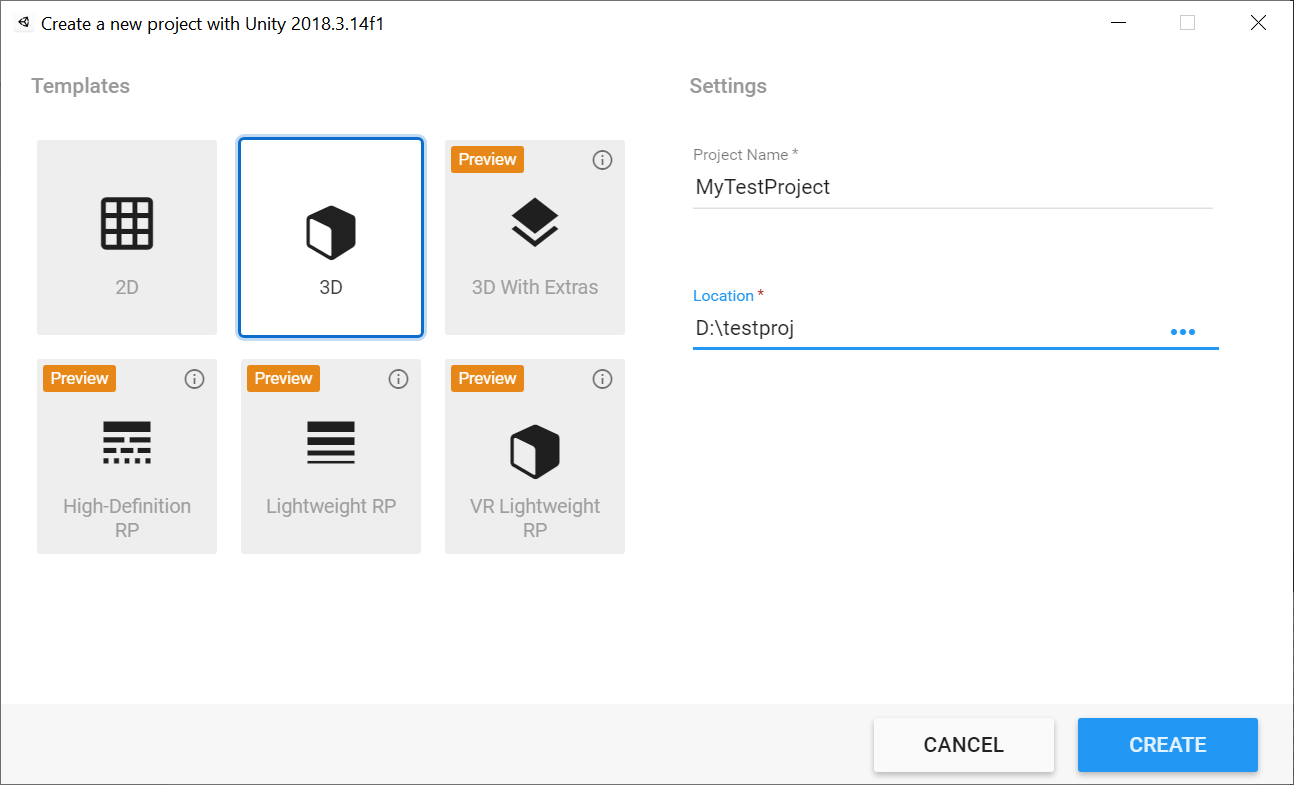 Create a new project with Unity 2018.3.14f1
Templates
Settings
2D
3D
Preview
3D With Extras
Preview
High-Definition
RP
Preview
Lightweight RP
Preview
VR Lightweight
RP
Project Name *
MyTestProject
Location *
D:\testproj
CANCEL
CREATE